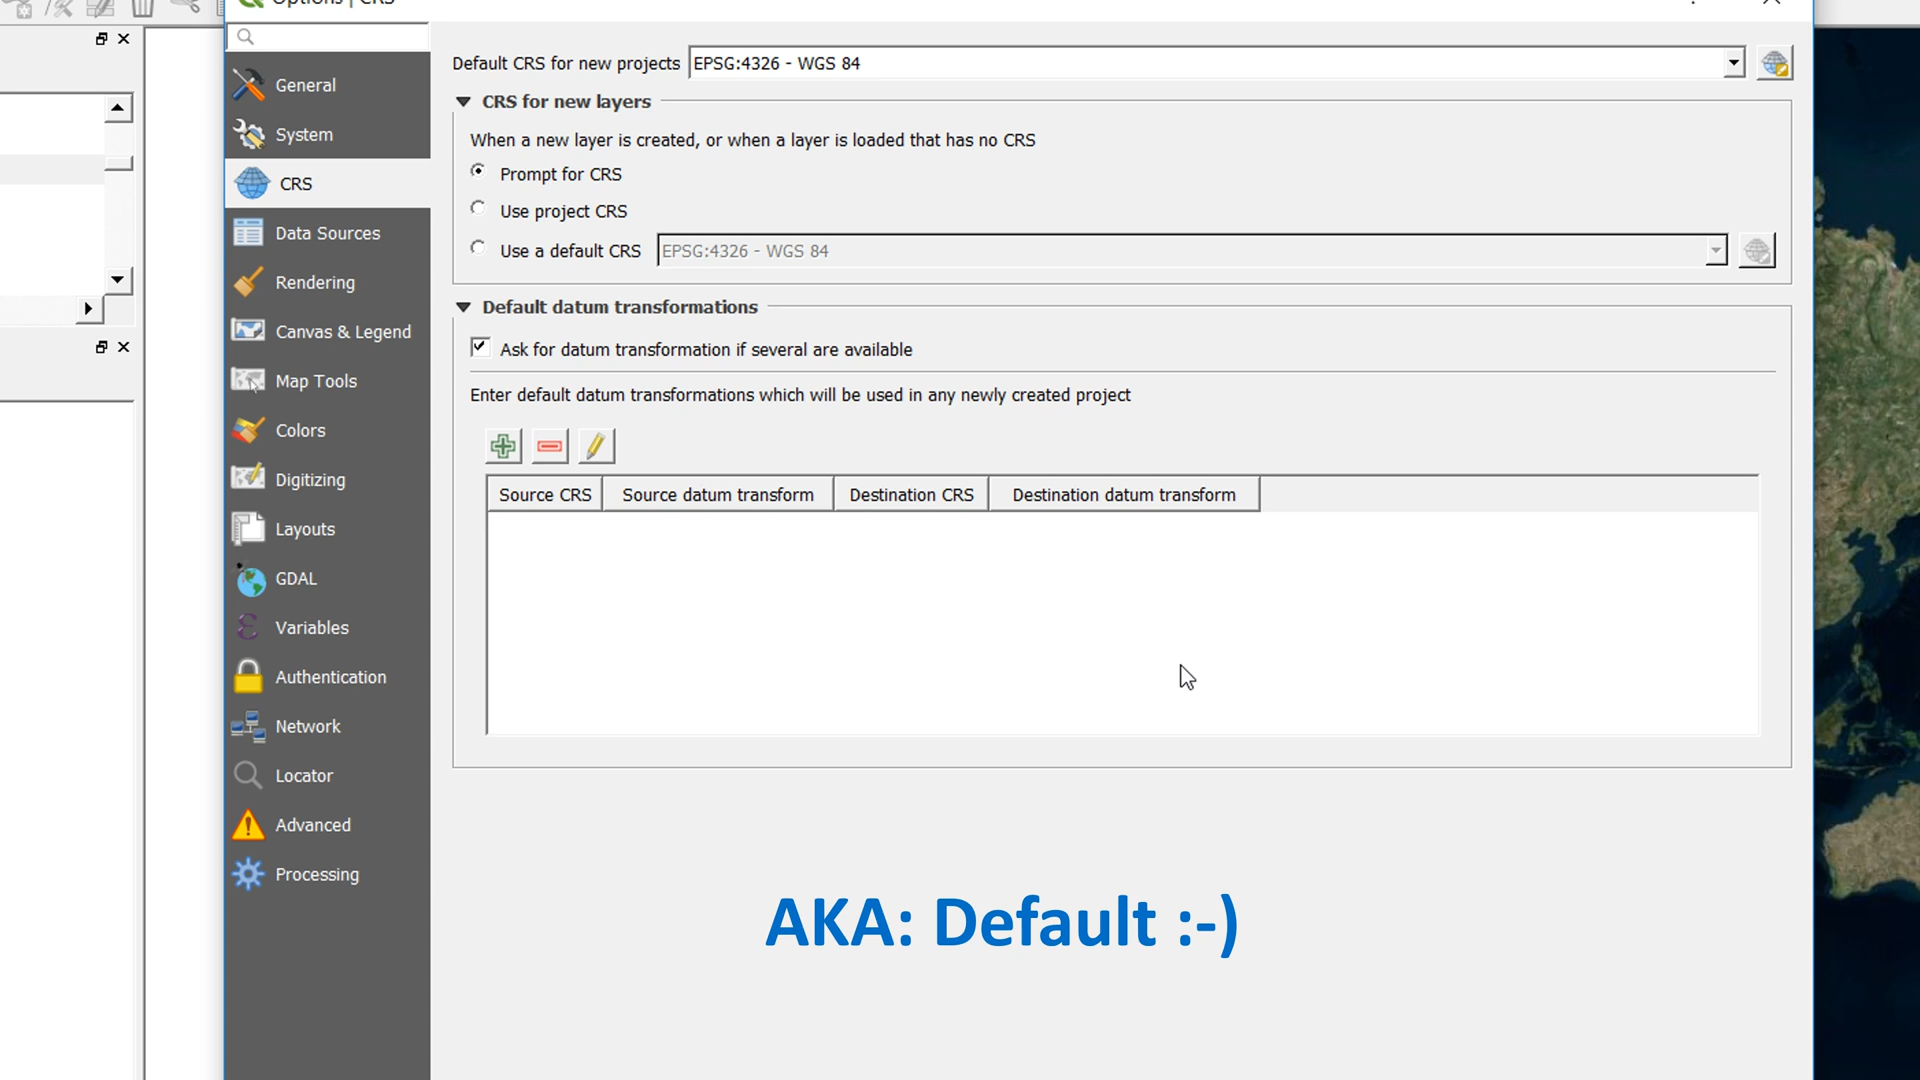 Options | CRS
General
System
CRS
Data Sources
Rendering
Canvas & Legend
Map Tools
Colors
Digitizing
Layouts
GDAL
Variables
Authentication
Network
Locator
Advanced
Processing
Default CRS for new projects EPSG:4326 - WGS 84
CRS for new layers
When a new layer is created, or when a layer is loaded that has no CRS
Prompt for CRS
Use project CRS
Use a default CRS EPSG:4326 - WGS 84
Default datum transformations
Ask for datum transformation if several are available
Enter default datum transformations which will be used in any newly created project
Source CRS Source datum transform Destination CRS Destination datum transform
AKA: Default :-)